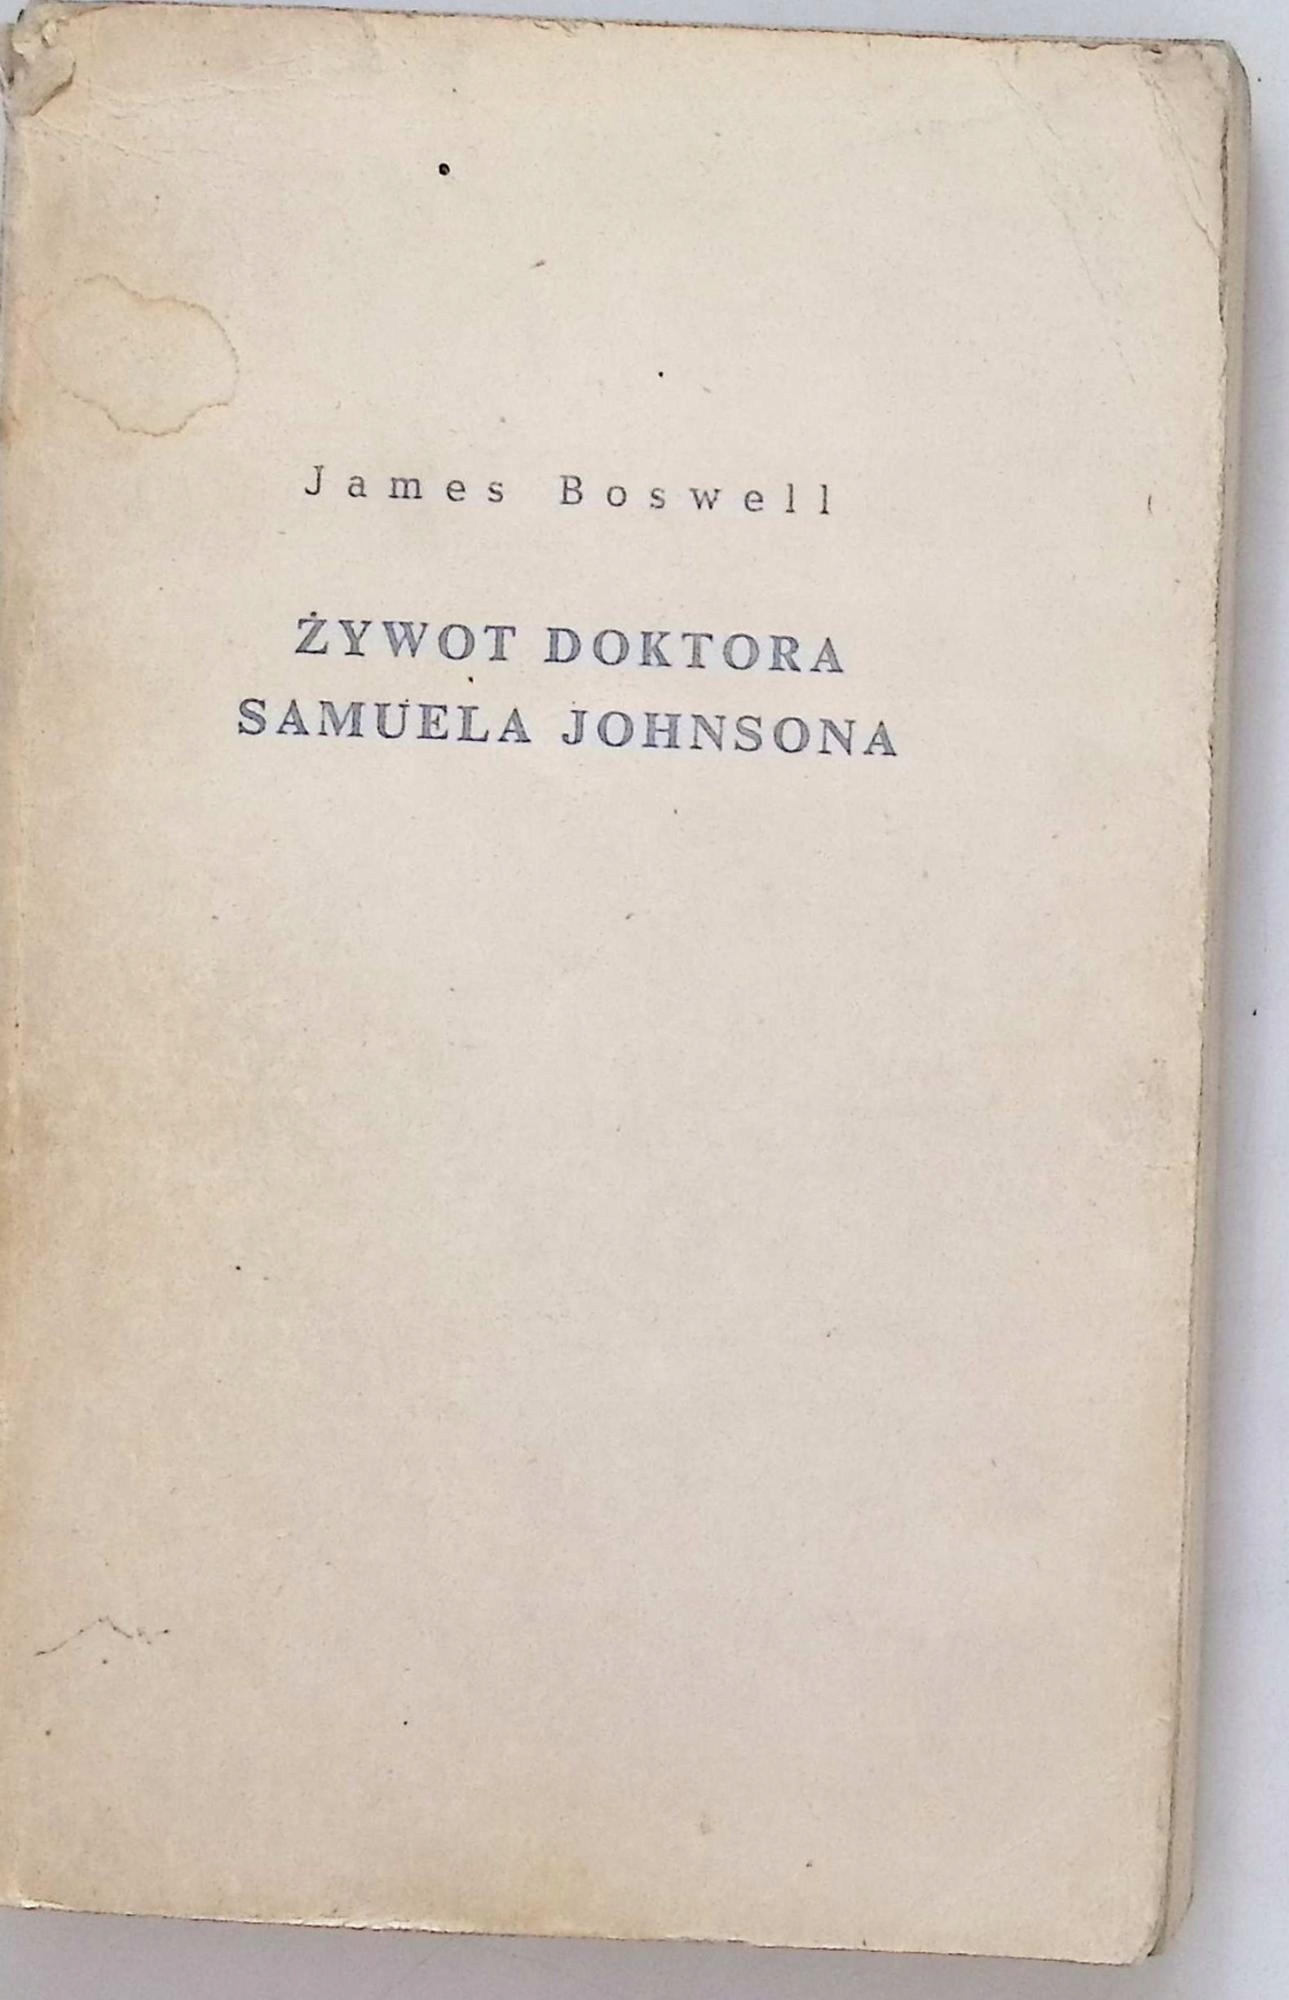 James Boswell
ŻYWOT DOKTORA
SAMUELA JOHNSONA